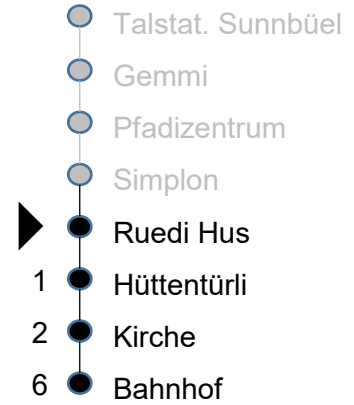 Talstat. Sunnbüel
Gemmi
Pfadizentrum
Simplon
Ruedi Hus
1 Hüttentürli
2 Kirche
6 Bahnhof